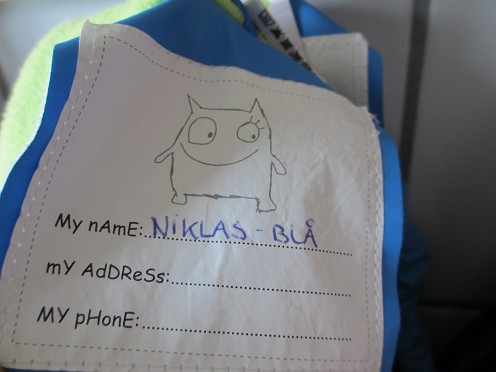 My nAmE: NIKLAS - BLÅ
mY AdDReSs:
MY pHonE: